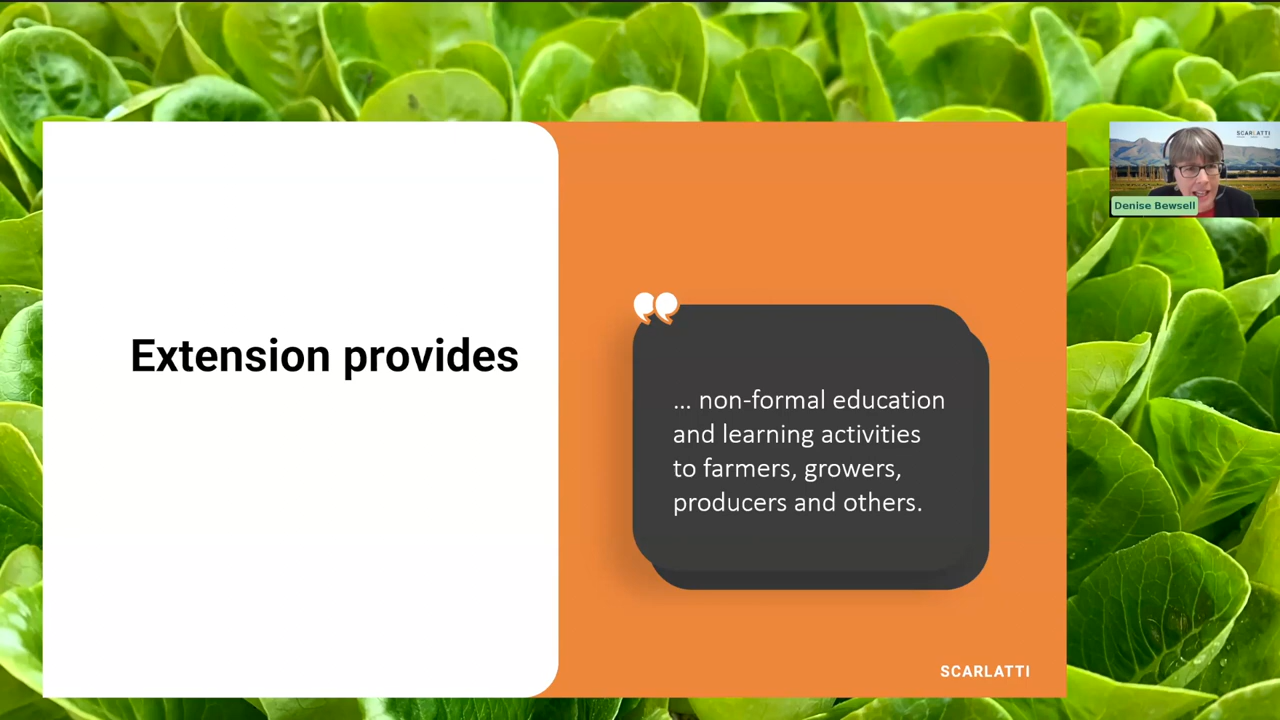 Extension provides
... non-formal education
and learning activities
to farmers, growers,
producers and others.
SCARLATTI
SCARLATTI
Denise Bewsell